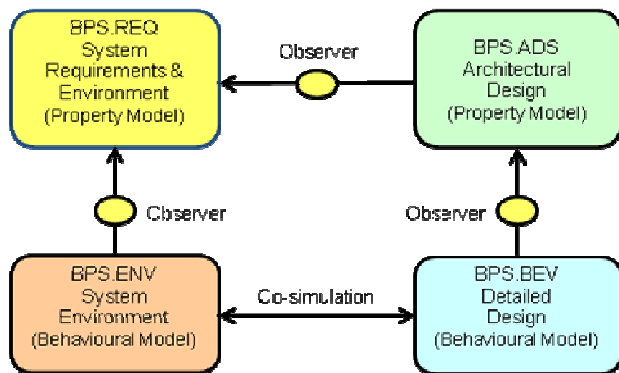 BPS.REQ
System
Requirements &
Environment
(Property Model)
Observer
BPS.ADS
Architectural
Design
(Property Model)
Observer
Observer
BPS.ENV
System
Environment
(Behavioural Model)
Co-simulation
BPS.BEV
Detailed
Design
(Behavioural Model)